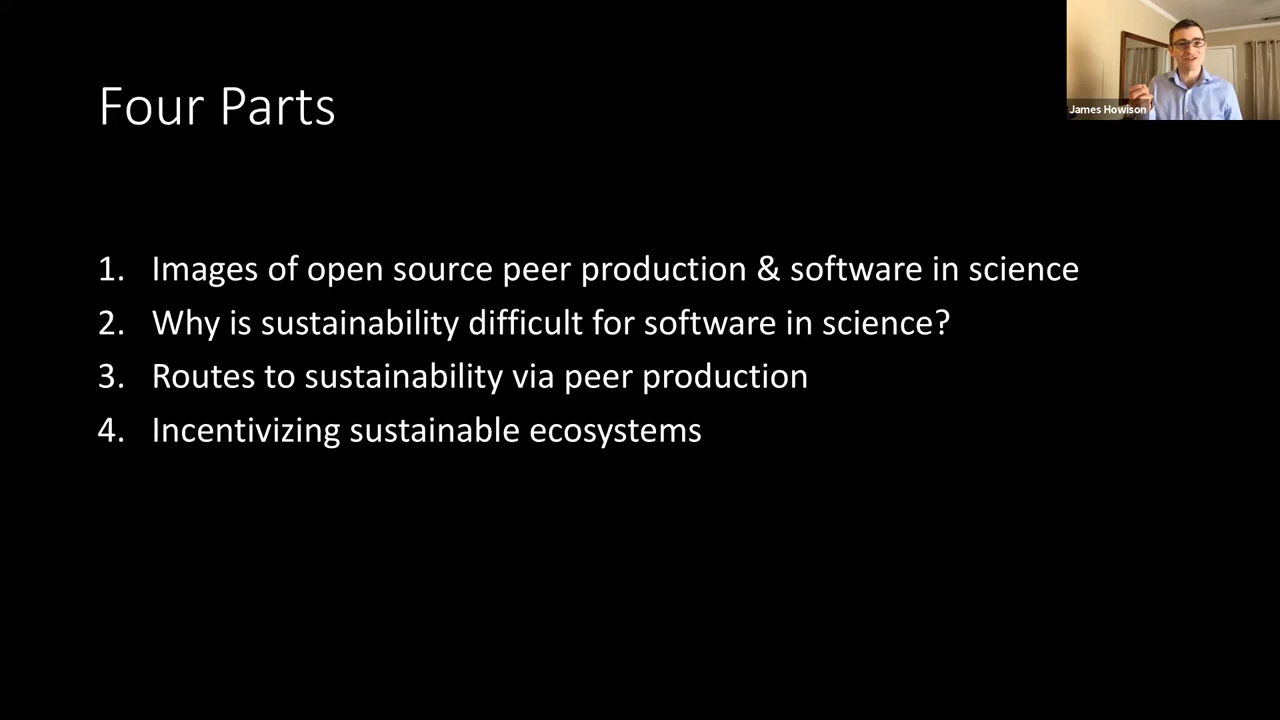 Four Parts
James Howison
1. Images of open source peer production & software in science
2. Why is sustainability difficult for software in science?
3. Routes to sustainability via peer production
4. Incentivizing sustainable ecosystems